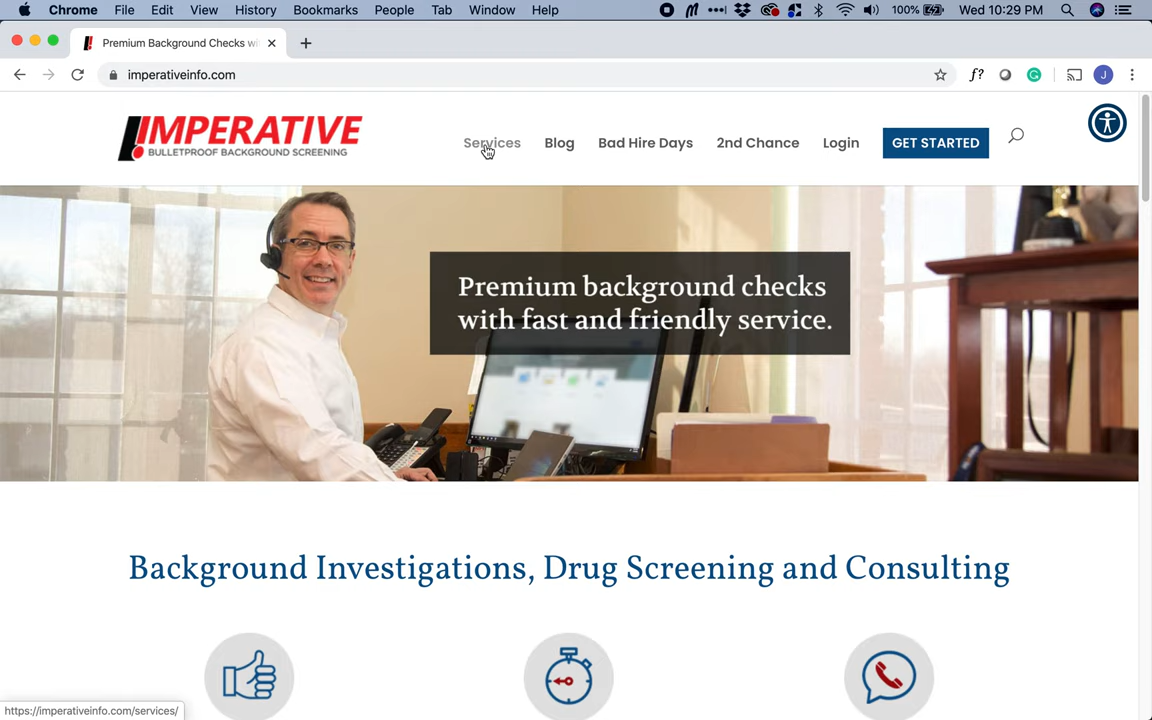 Chrome File Edit View History Bookmarks People Tab Window Help 100% Wed 10:29 PM
Premium Background Checks wi
imperativeinfo.com
f?
J
IMPERATIVE
BULLETPROOF BACKGROUND SCREENING
Services Blog Bad Hire Days 2nd Chance Login GET STARTED
Premium background checks
with fast and friendly service.
Background Investigations, Drug Screening and Consulting
https://imperativeinfo.com/services/